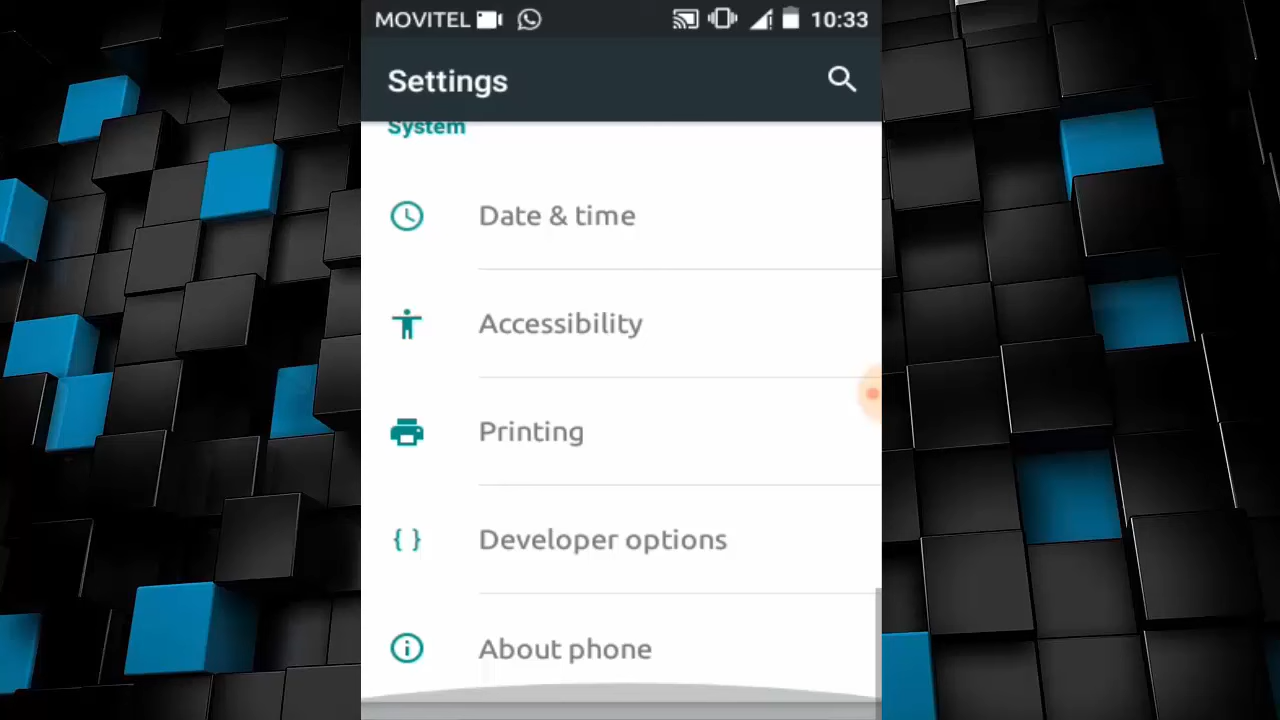 MOVITEL 10:33
Settings
System
Date & time
Accessibility
Printing
{ } Developer options
About phone